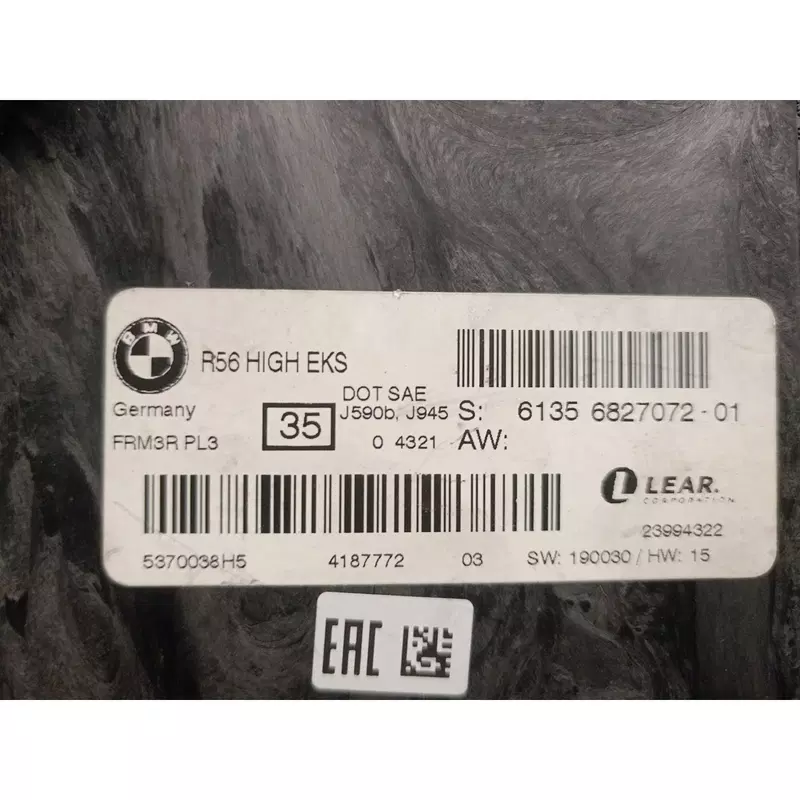 BMW
R56 HIGH EKS
Germany
FRM3R PL3
35
DOT SAE
J590b, J945
0 4321
S: 6135 6827072-01
AW:
LEAR.
CORPORATION
23994322
5370038H5 4187772 03 SW: 190030 / HW: 15
EAC